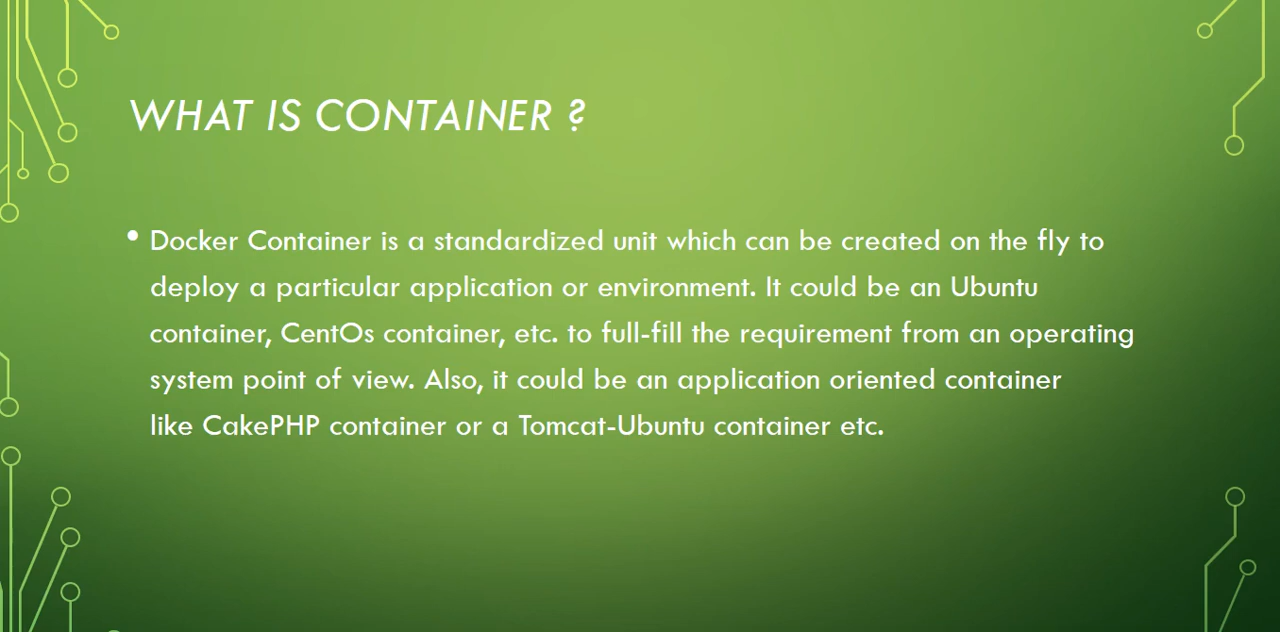 WHAT IS CONTAINER ?
• Docker Container is a standardized unit which can be created on the fly to
deploy a particular application or environment. It could be an Ubuntu
container, CentOs container, etc. to full-fill the requirement from an operating
system point of view. Also, it could be an application oriented container
like CakePHP container or a Tomcat-Ubuntu container etc.